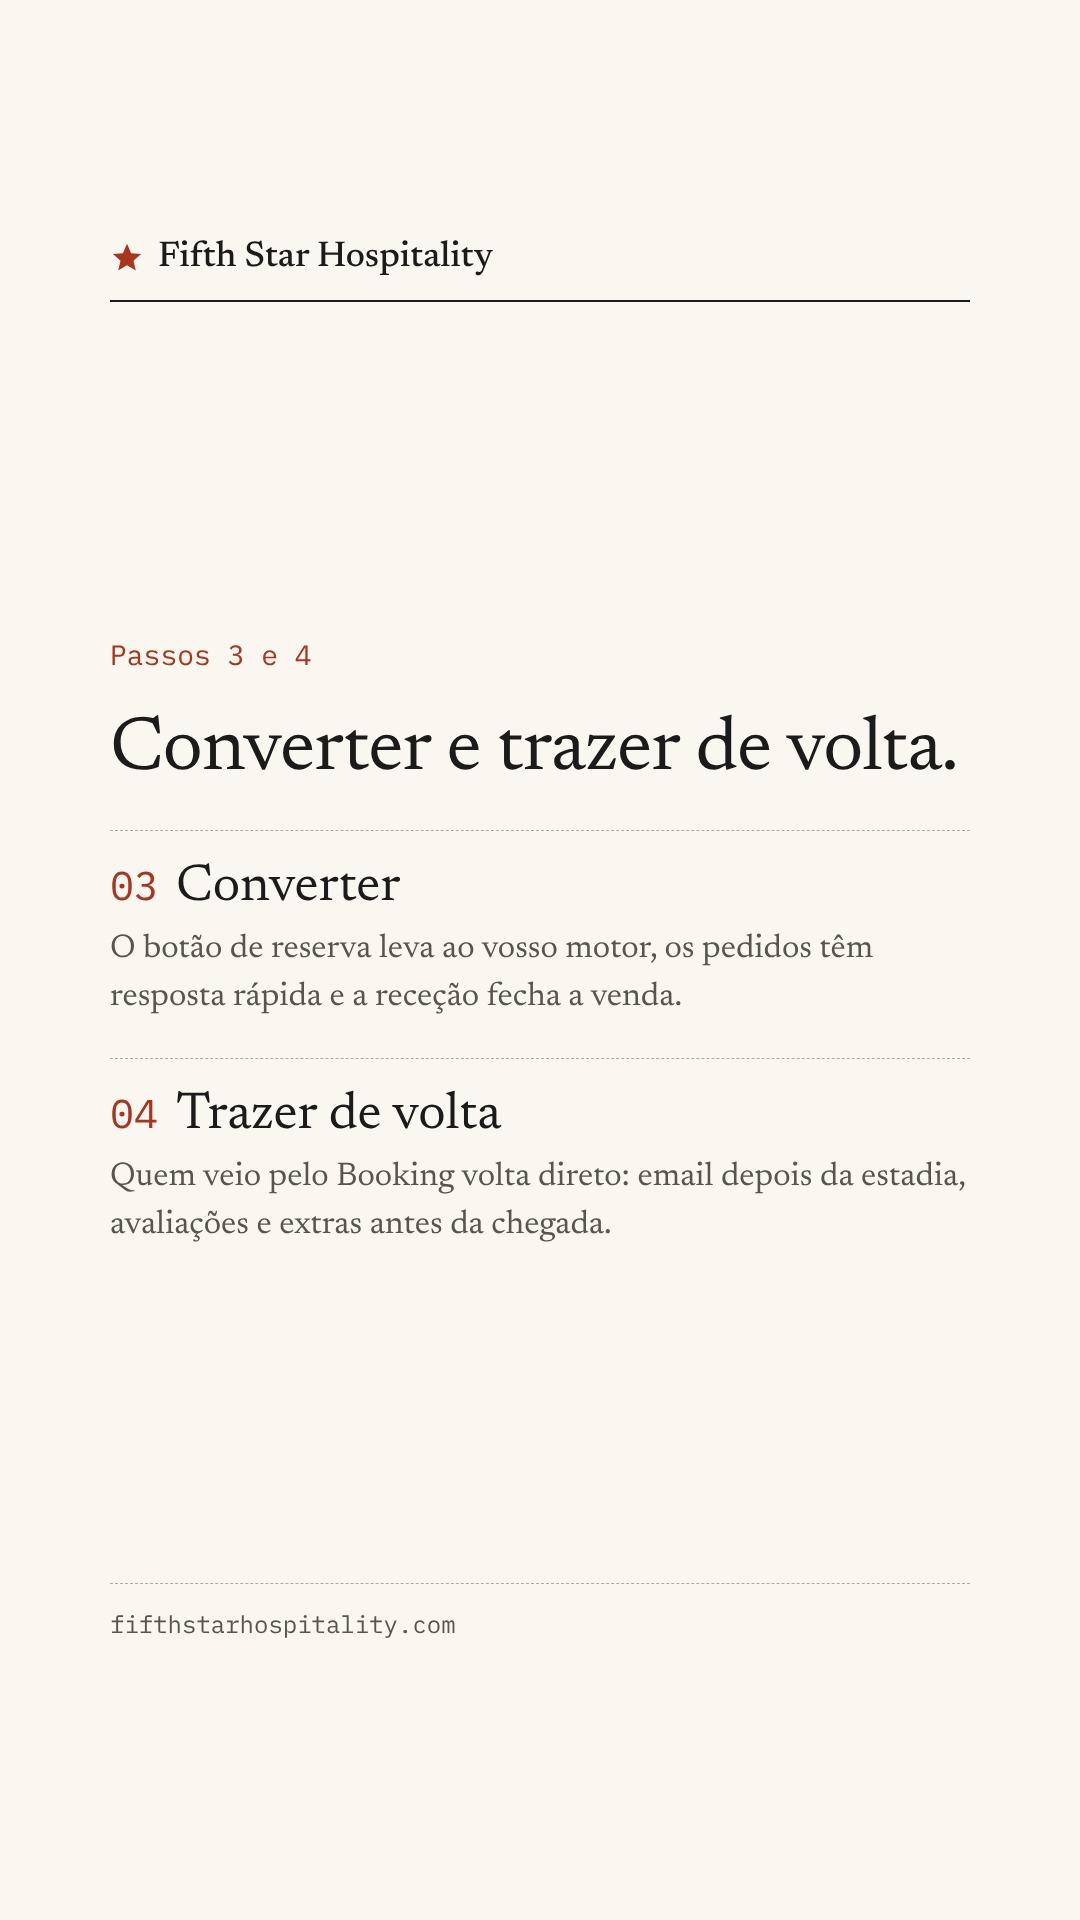 Fifth Star Hospitality
Passos 3 e 4
Converter e trazer de volta.
03 Converter
O botão de reserva leva ao vosso motor, os pedidos têm
resposta rápida e a receção fecha a venda.
04 Trazer de volta
Quem veio pelo Booking volta direto: email depois da estadia,
avaliações e extras antes da chegada.
fifthstarhospitality.com